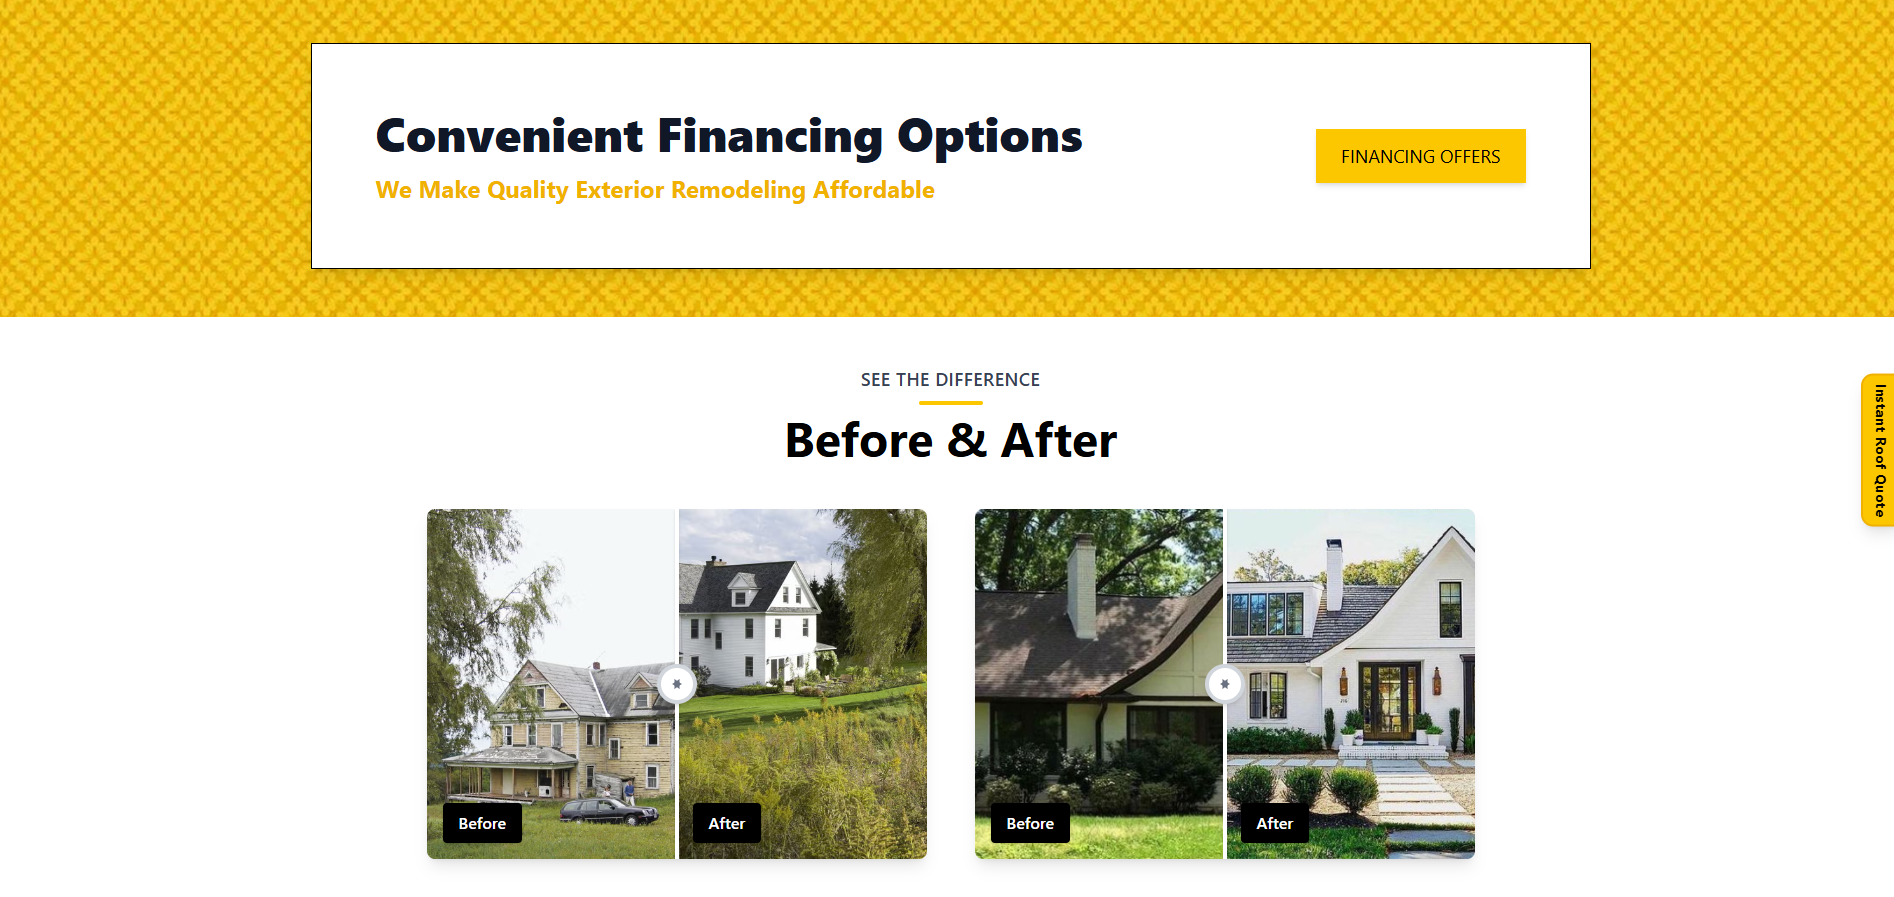 Convenient Financing Options
We Make Quality Exterior Remodeling Affordable
FINANCING OFFERS
SEE THE DIFFERENCE
Before & After
Instant Roof Quote
Before
After
Before
After